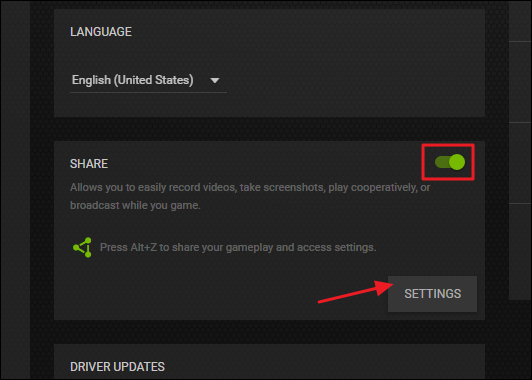 LANGUAGE
English (United States)
SHARE
Allows you to easily record videos, take screenshots, play cooperatively, or
broadcast while you game.
Press Alt+Z to share your gameplay and access settings.
SETTINGS
DRIVER UPDATES